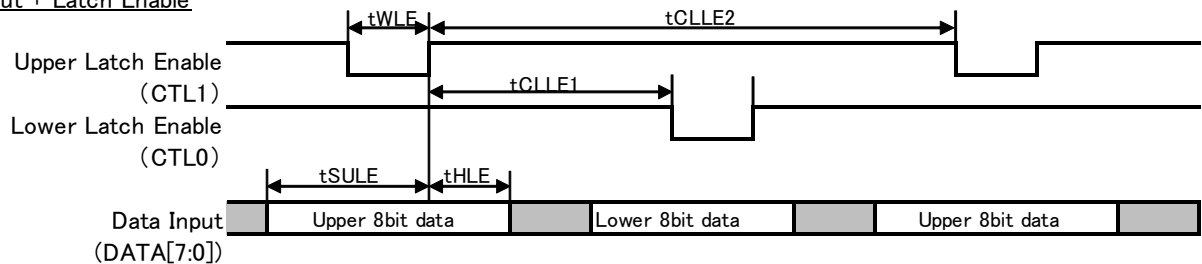 ut + Latch Enable
tWLE
tCLLE2
Upper Latch Enable
(CTL1)
tCLLE1
Lower Latch Enable
(CTL0)
tSULE
tHLE
Data Input
Upper 8bit data
Lower 8bit data
Upper 8bit data
(DATA[7:0])